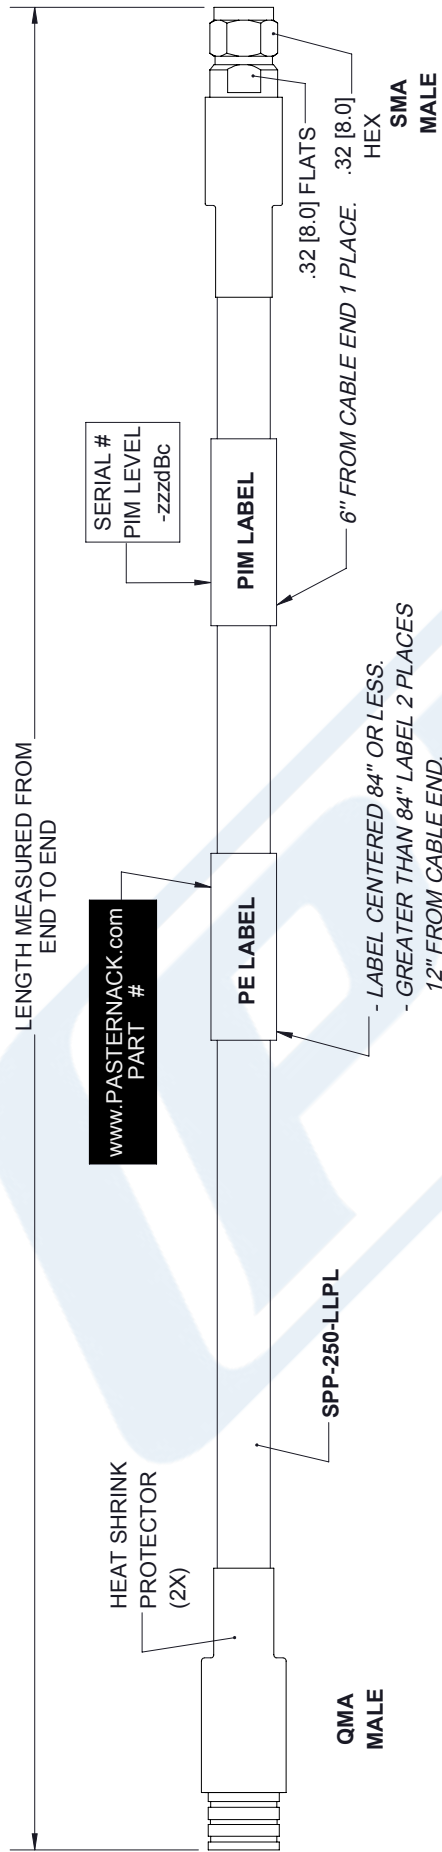 LENGTH MEASURED FROM
END TO END
HEAT SHRINK
PROTECTOR
(2X)
www.PASTERNACK.com
PART #
SERIAL #
PIM LEVEL
-zzzdBc
PE LABEL
PIM LABEL
QMA
MALE
SPP-250-LLPL
- LABEL CENTERED 84" OR LESS.
- GREATER THAN 84" LABEL 2 PLACES
12" FROM CABLE END.
6" FROM CABLE END 1 PLACE.
.32 [8.0] FLATS
.32 [8.0]
HEX
SMA
MALE